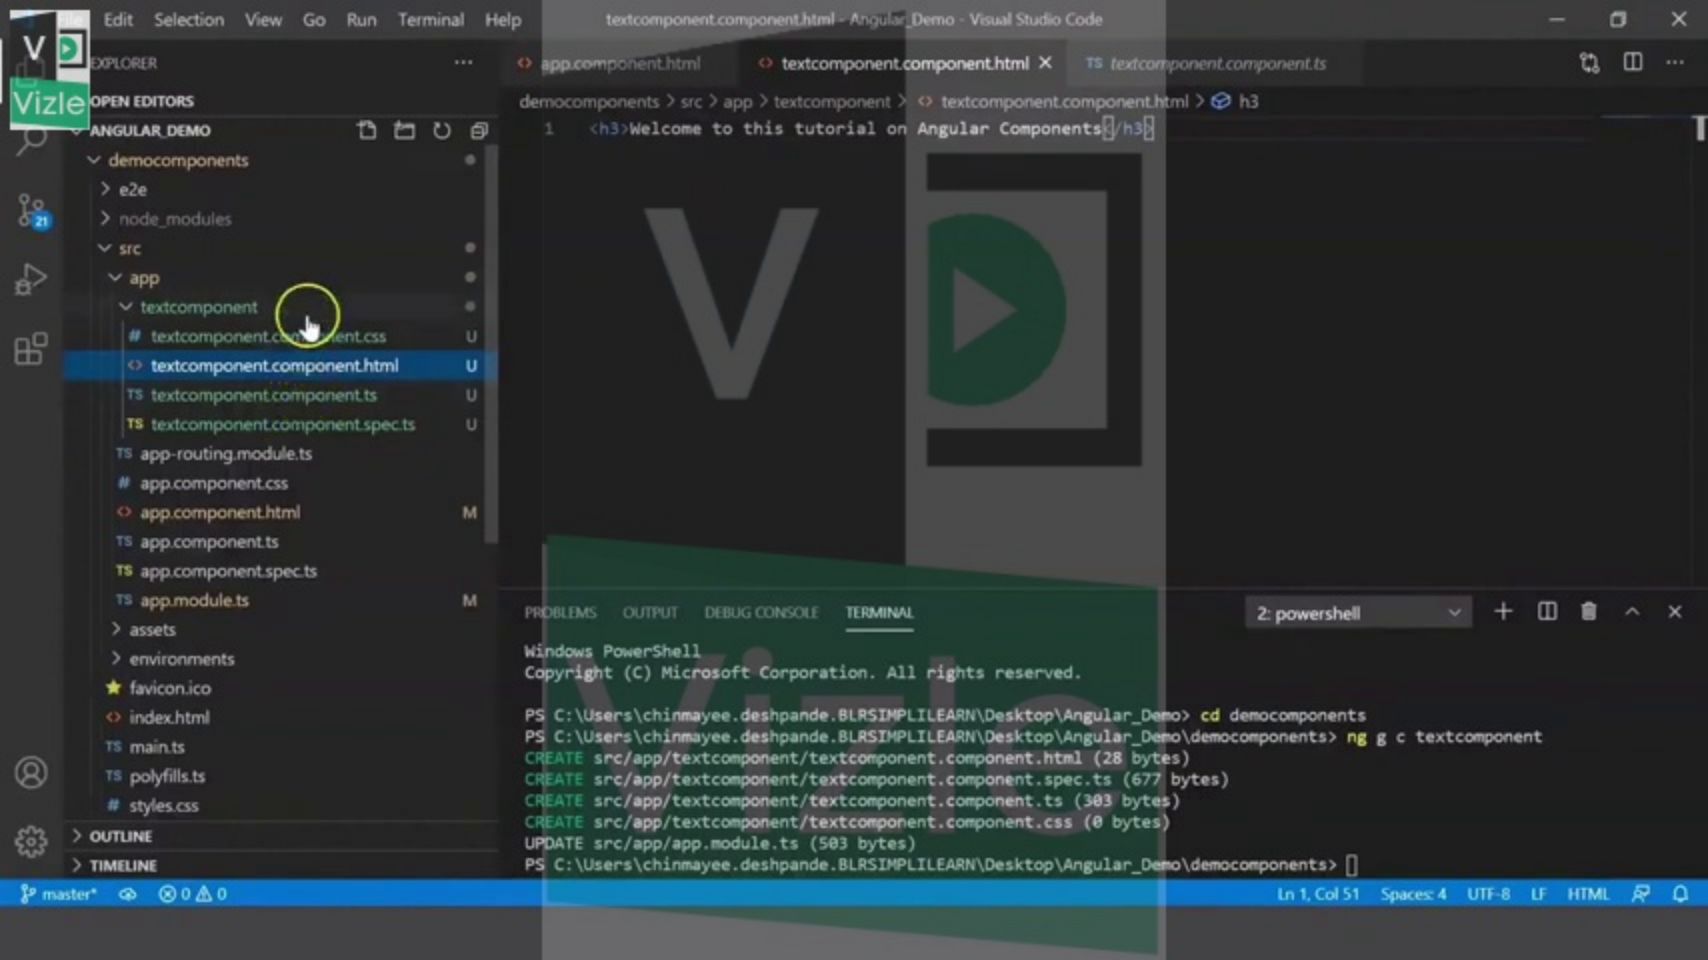 File Edit Selection View Go Run Terminal Help
textcomponent.component.html - Angular_Demo - Visual Studio Code
V
Vizle
EXPLORER
OPEN EDITORS
ANGULAR_DEMO
democomponents
e2e
node_modules
src
app
textcomponent
textcomponent.component.css U
textcomponent.component.html U
textcomponent.component.ts U
textcomponent.component.spec.ts U
app-routing.module.ts
app.component.css
app.component.html M
app.component.ts
app.component.spec.ts
app.module.ts M
assets
environments
favicon.ico
index.html
main.ts
polyfills.ts
styles.css
OUTLINE
TIMELINE
21
app.component.html
textcomponent.component.html
TS textcomponent.component.ts
democomponents > src > app > textcomponent > textcomponent.component.html > h3
1 <h3>Welcome to this tutorial on Angular Components</h3>
V
Vizle
PROBLEMS OUTPUT DEBUG CONSOLE TERMINAL
2: powershell
Windows PowerShell
Copyright (C) Microsoft Corporation. All rights reserved.
PS C:\Users\chinmayee.deshpande.BLRSIMPLILEARN\Desktop\Angular_Demo> cd democomponents
PS C:\Users\chinmayee.deshpande.BLRSIMPLILEARN\Desktop\Angular_Demo\democomponents> ng g c textcomponent
CREATE src/app/textcomponent/textcomponent.component.html (28 bytes)
CREATE src/app/textcomponent/textcomponent.component.spec.ts (677 bytes)
CREATE src/app/textcomponent/textcomponent.component.ts (303 bytes)
CREATE src/app/textcomponent/textcomponent.component.css (0 bytes)
UPDATE src/app/app.module.ts (503 bytes)
PS C:\Users\chinmayee.deshpande.BLRSIMPLILEARN\Desktop\Angular_Demo\democomponents>
master* 0 0
Ln 1, Col 51 Spaces: 4 UTF-8 LF HTML